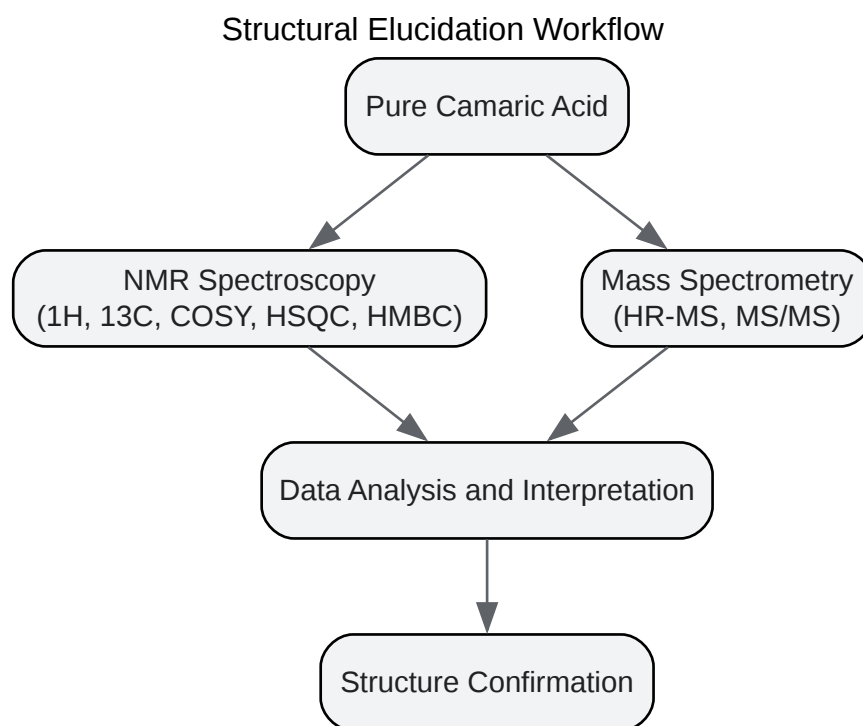 Structural Elucidation Workflow
Pure Camaric Acid
NMR Spectroscopy
(1H, 13C, COSY, HSQC, HMBC)
Mass Spectrometry
(HR-MS, MS/MS)
Data Analysis and Interpretation
Structure Confirmation